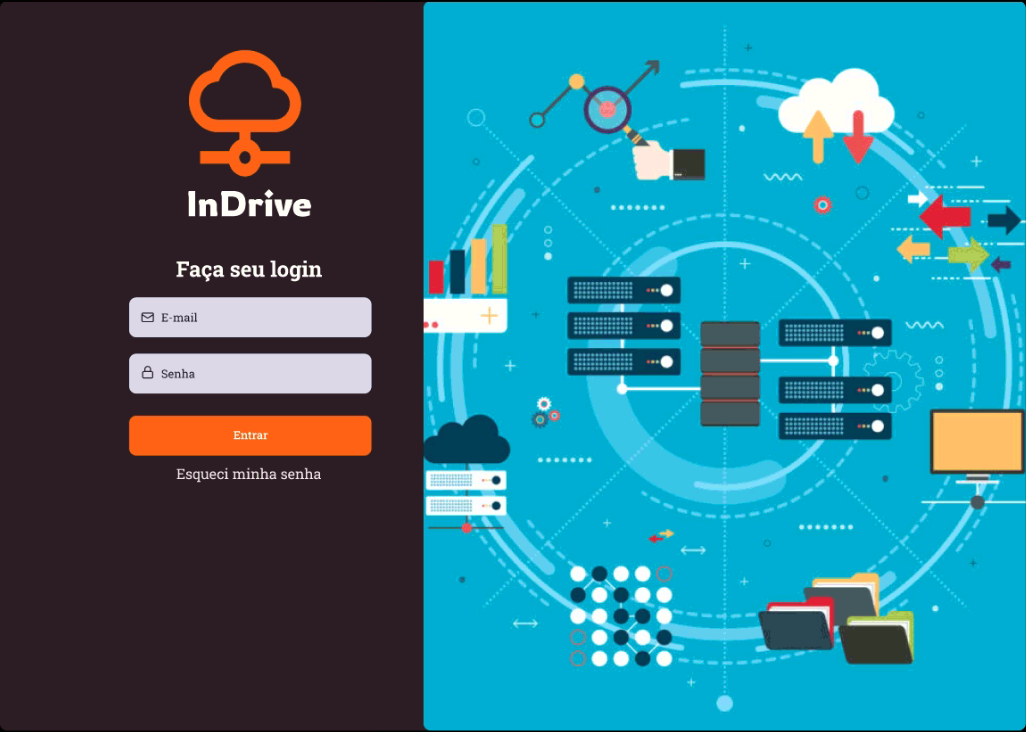 InDrive
Faça seu login
E-mail
Senha
Entrar
Esqueci minha senha